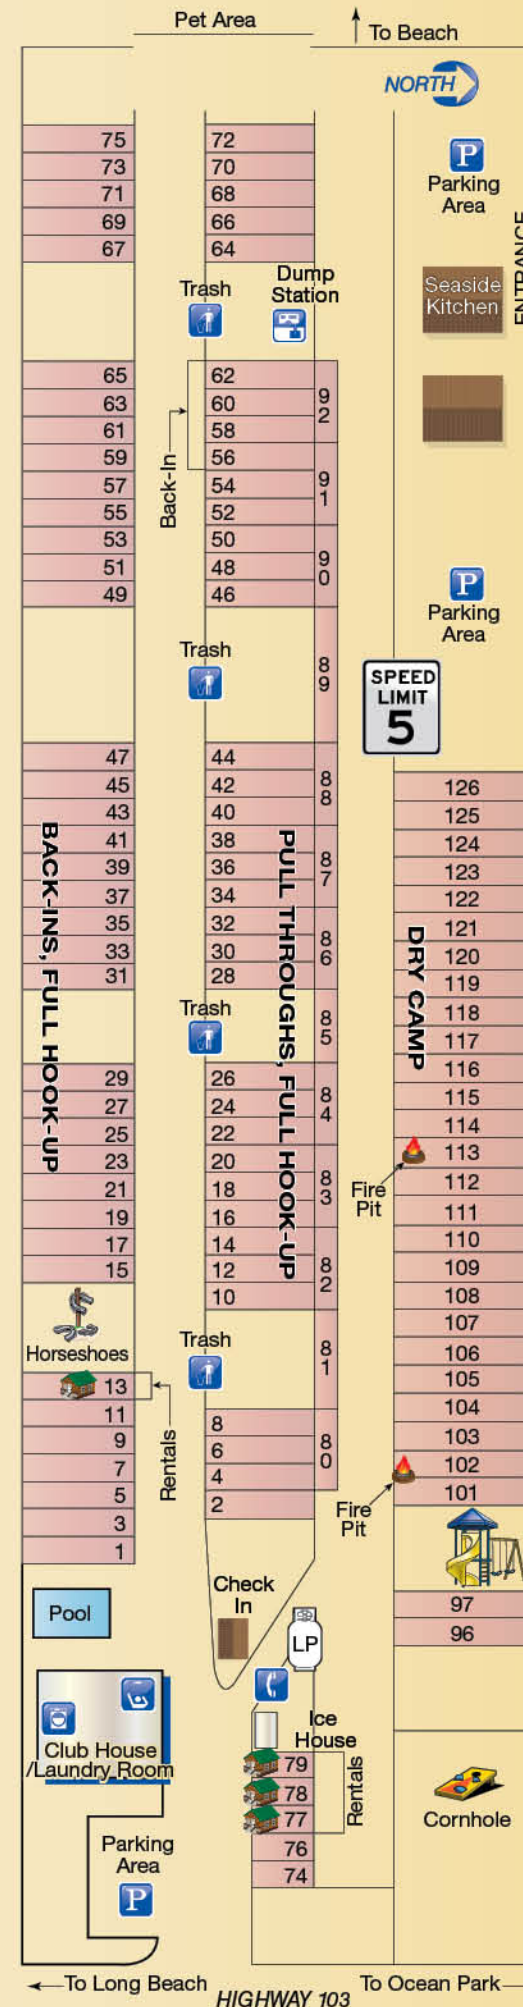 Pet Area
To Beach
NORTH
75
73
71
69
67
72
70
68
66
64
P
Parking
Area
ENTRANCE
Seaside
Kitchen
Trash
Dump
Station
65
63
61
59
57
55
53
51
49
Back-In
62
60
58
56
54
52
50
48
46
92
91
90
P
Parking
Area
Trash
89
SPEED
LIMIT
5
47
45
43
41
39
37
35
33
31
BACK-INS, FULL HOOK-UP
44
42
40
38
36
34
32
30
28
PULL THROUGHS, FULL HOOK-UP
88
87
86
Trash
85
29
27
25
23
21
19
17
15
26
24
22
20
18
16
14
12
10
84
83
82
126
125
124
123
122
121
120
119
118
117
116
115
114
113
112
111
110
109
108
107
106
105
104
103
102
101
DRY CAMP
Fire
Pit
Horseshoes
Trash
81
13
11
9
7
5
3
1
Rentals
8
6
4
2
80
Fire
Pit
97
96
Pool
Check
In
LP
Club House
/Laundry Room
Ice
House
79
78
77
76
74
Rentals
Cornhole
Parking
Area
P
To Long Beach
HIGHWAY 103
To Ocean Park